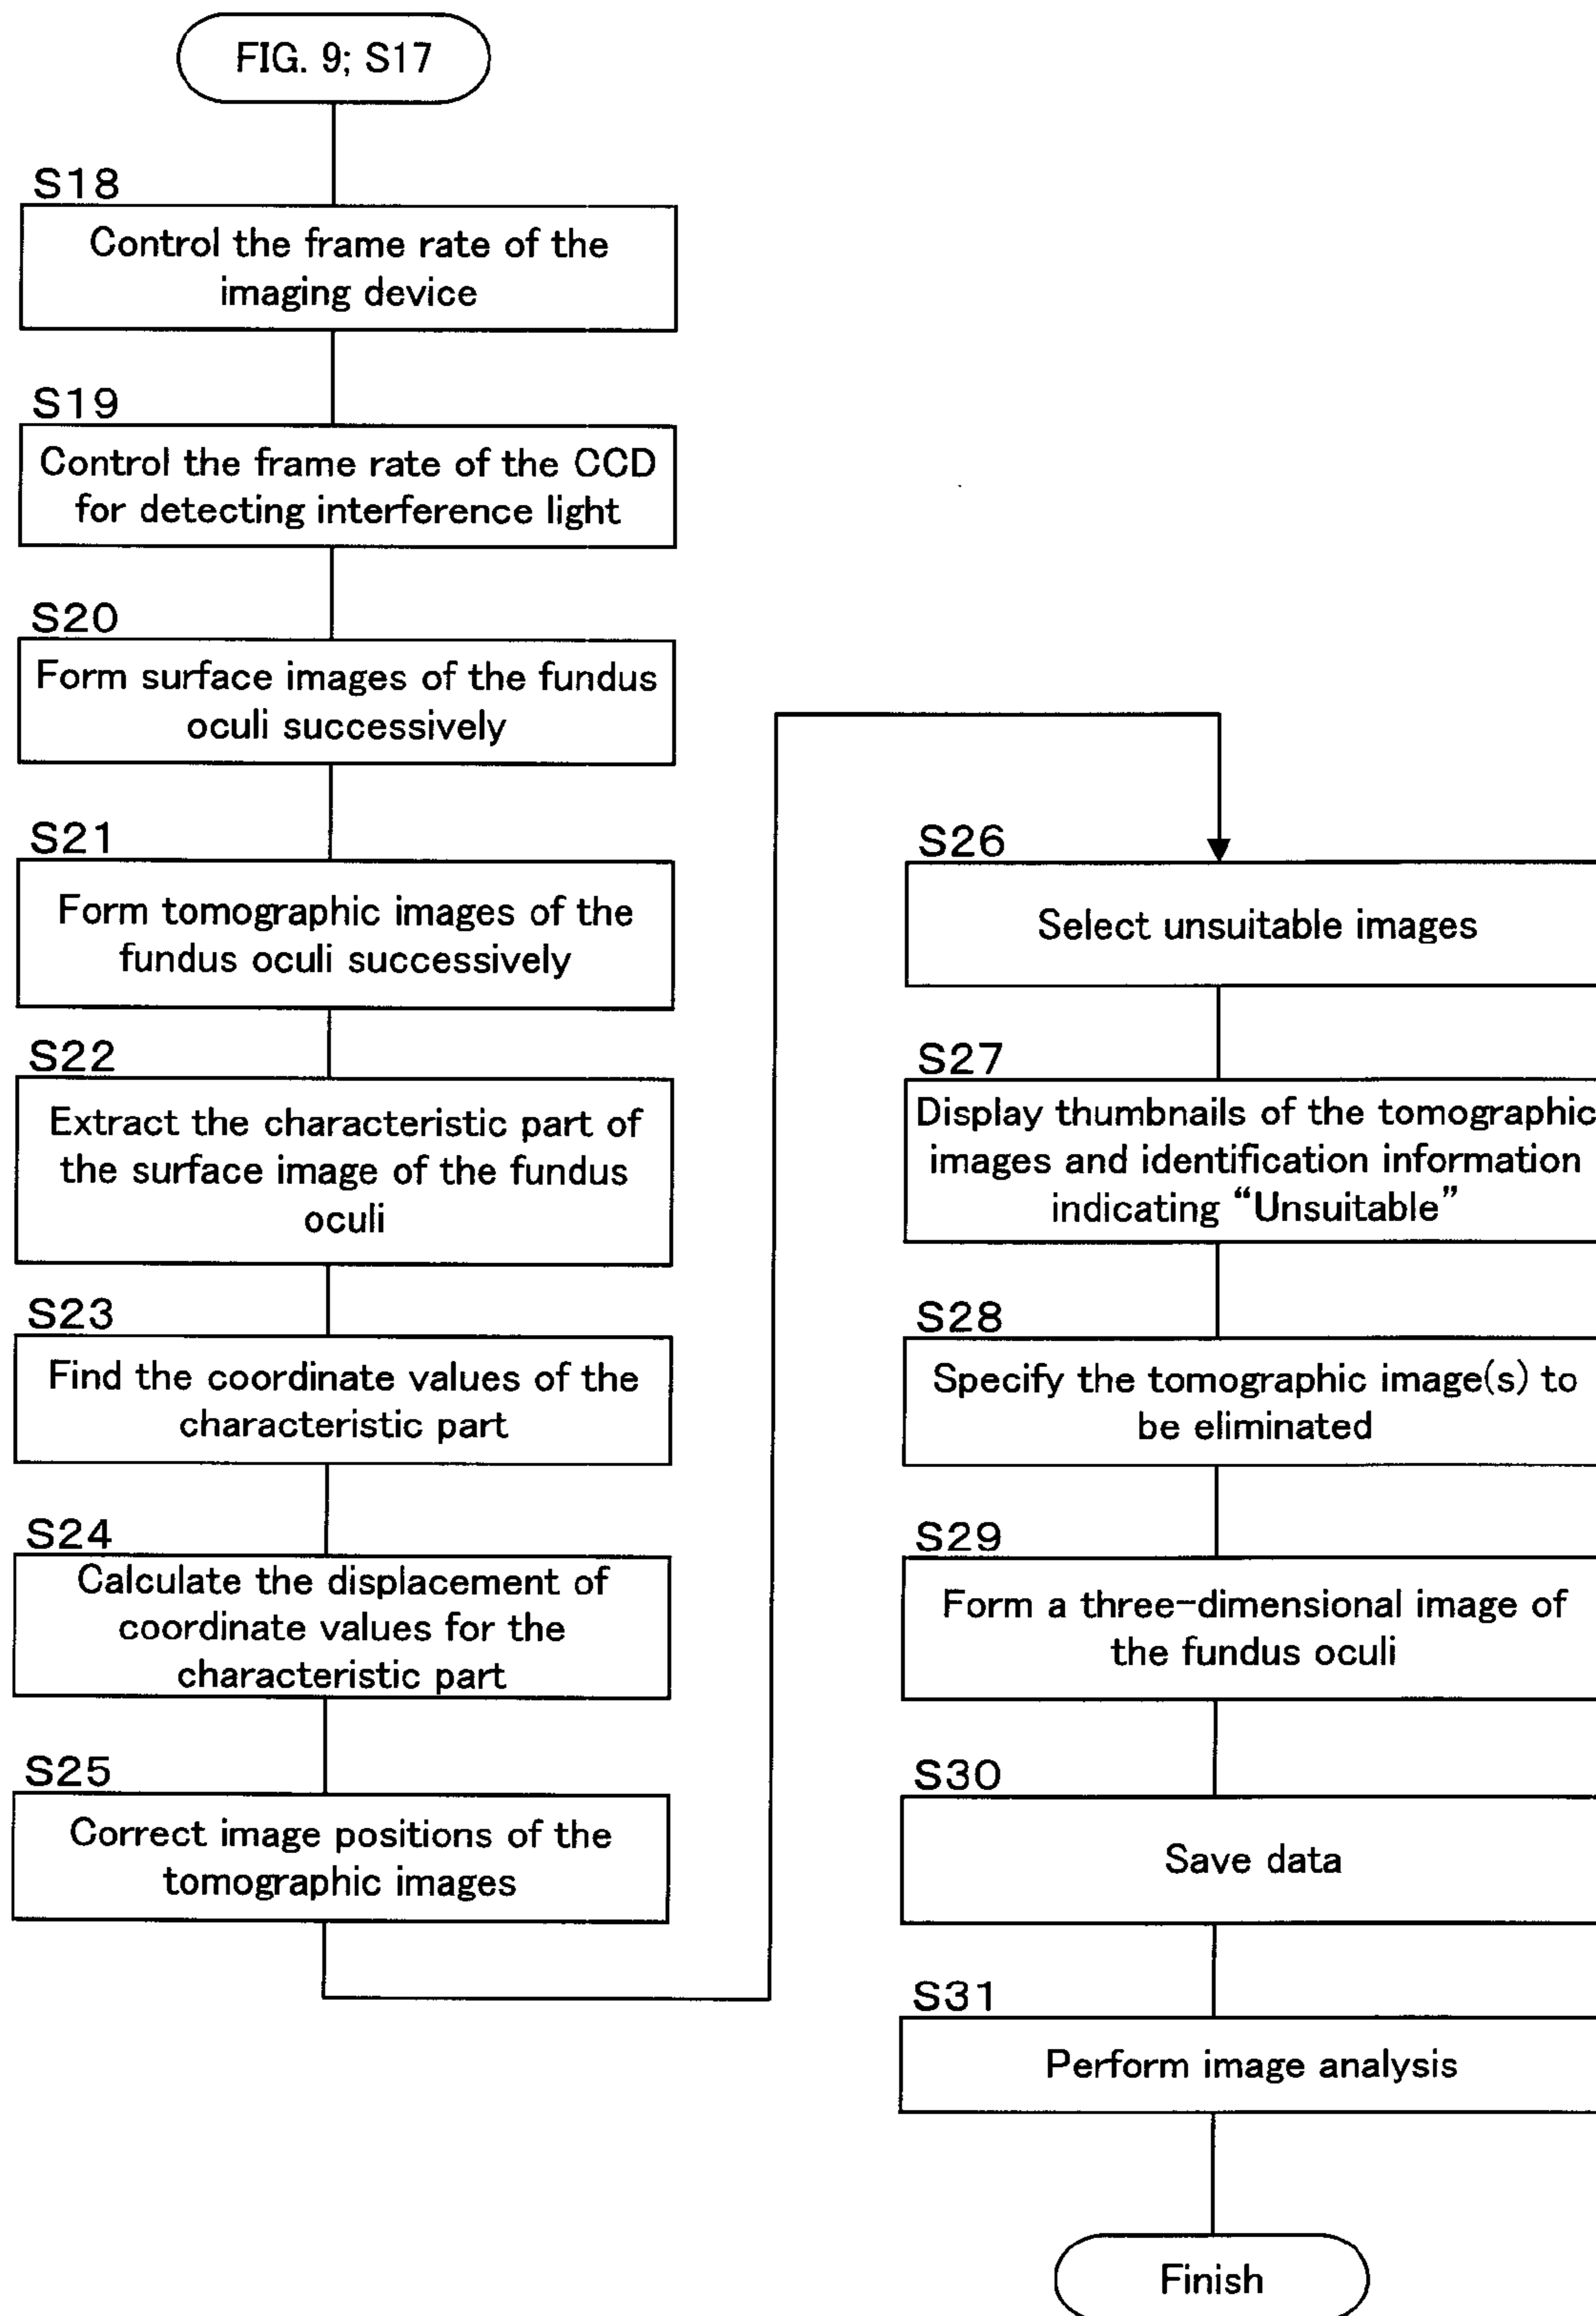 FIG. 9; S17
S18
Control the frame rate of the
imaging device
S19
Control the frame rate of the CCD
for detecting interference light
S20
Form surface images of the fundus
oculi successively
S21
Form tomographic images of the
fundus oculi successively
S22
Extract the characteristic part of
the surface image of the fundus
oculi
S23
Find the coordinate values of the
characteristic part
S24
Calculate the displacement of
coordinate values for the
characteristic part
S25
Correct image positions of the
tomographic images
S26
Select unsuitable images
S27
Display thumbnails of the tomographic
images and identification information
indicating “Unsuitable”
S28
Specify the tomographic image(s) to
be eliminated
S29
Form a three-dimensional image of
the fundus oculi
S30
Save data
S31
Perform image analysis
Finish